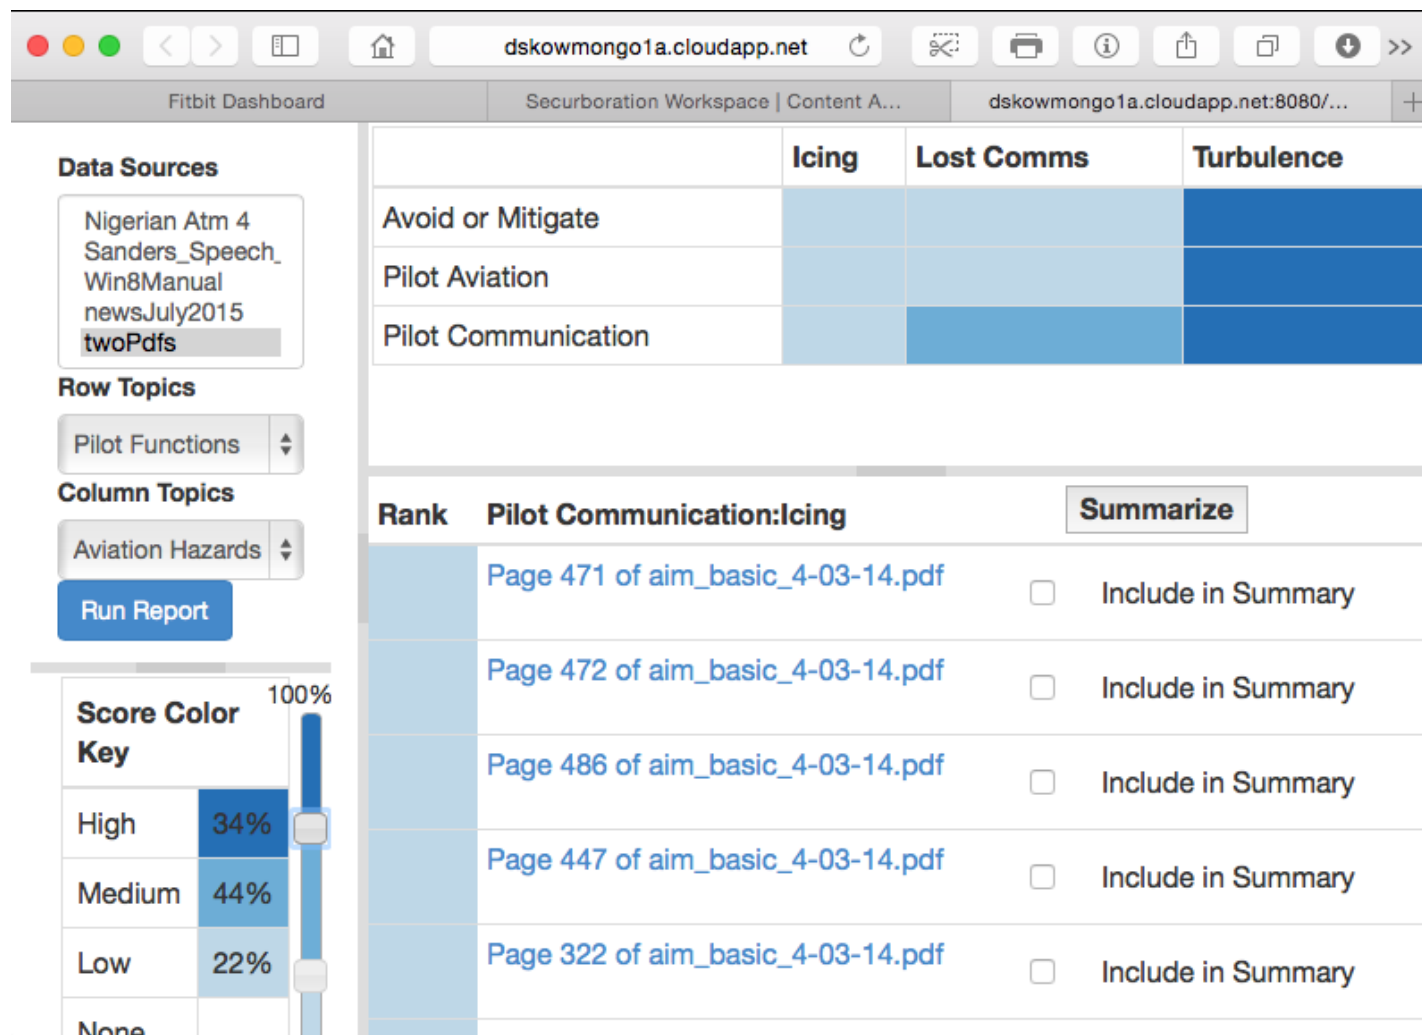 dskowmongo1a.cloudapp.net
>>
Fitbit Dashboard
Securboration Workspace | Content A...
dskowmongo1a.cloudapp.net:8080/...
Data Sources
Nigerian Atm 4
Sanders_Speech_
Win8Manual
newsJuly2015
twoPdfs
Row Topics
Pilot Functions
Column Topics
Aviation Hazards
Run Report
100%
Score Color
Key
High 34%
Medium 44%
Low 22%
None
Icing Lost Comms Turbulence
Avoid or Mitigate
Pilot Aviation
Pilot Communication
Rank Pilot Communication:Icing Summarize
Page 471 of aim_basic_4-03-14.pdf Include in Summary
Page 472 of aim_basic_4-03-14.pdf Include in Summary
Page 486 of aim_basic_4-03-14.pdf Include in Summary
Page 447 of aim_basic_4-03-14.pdf Include in Summary
Page 322 of aim_basic_4-03-14.pdf Include in Summary